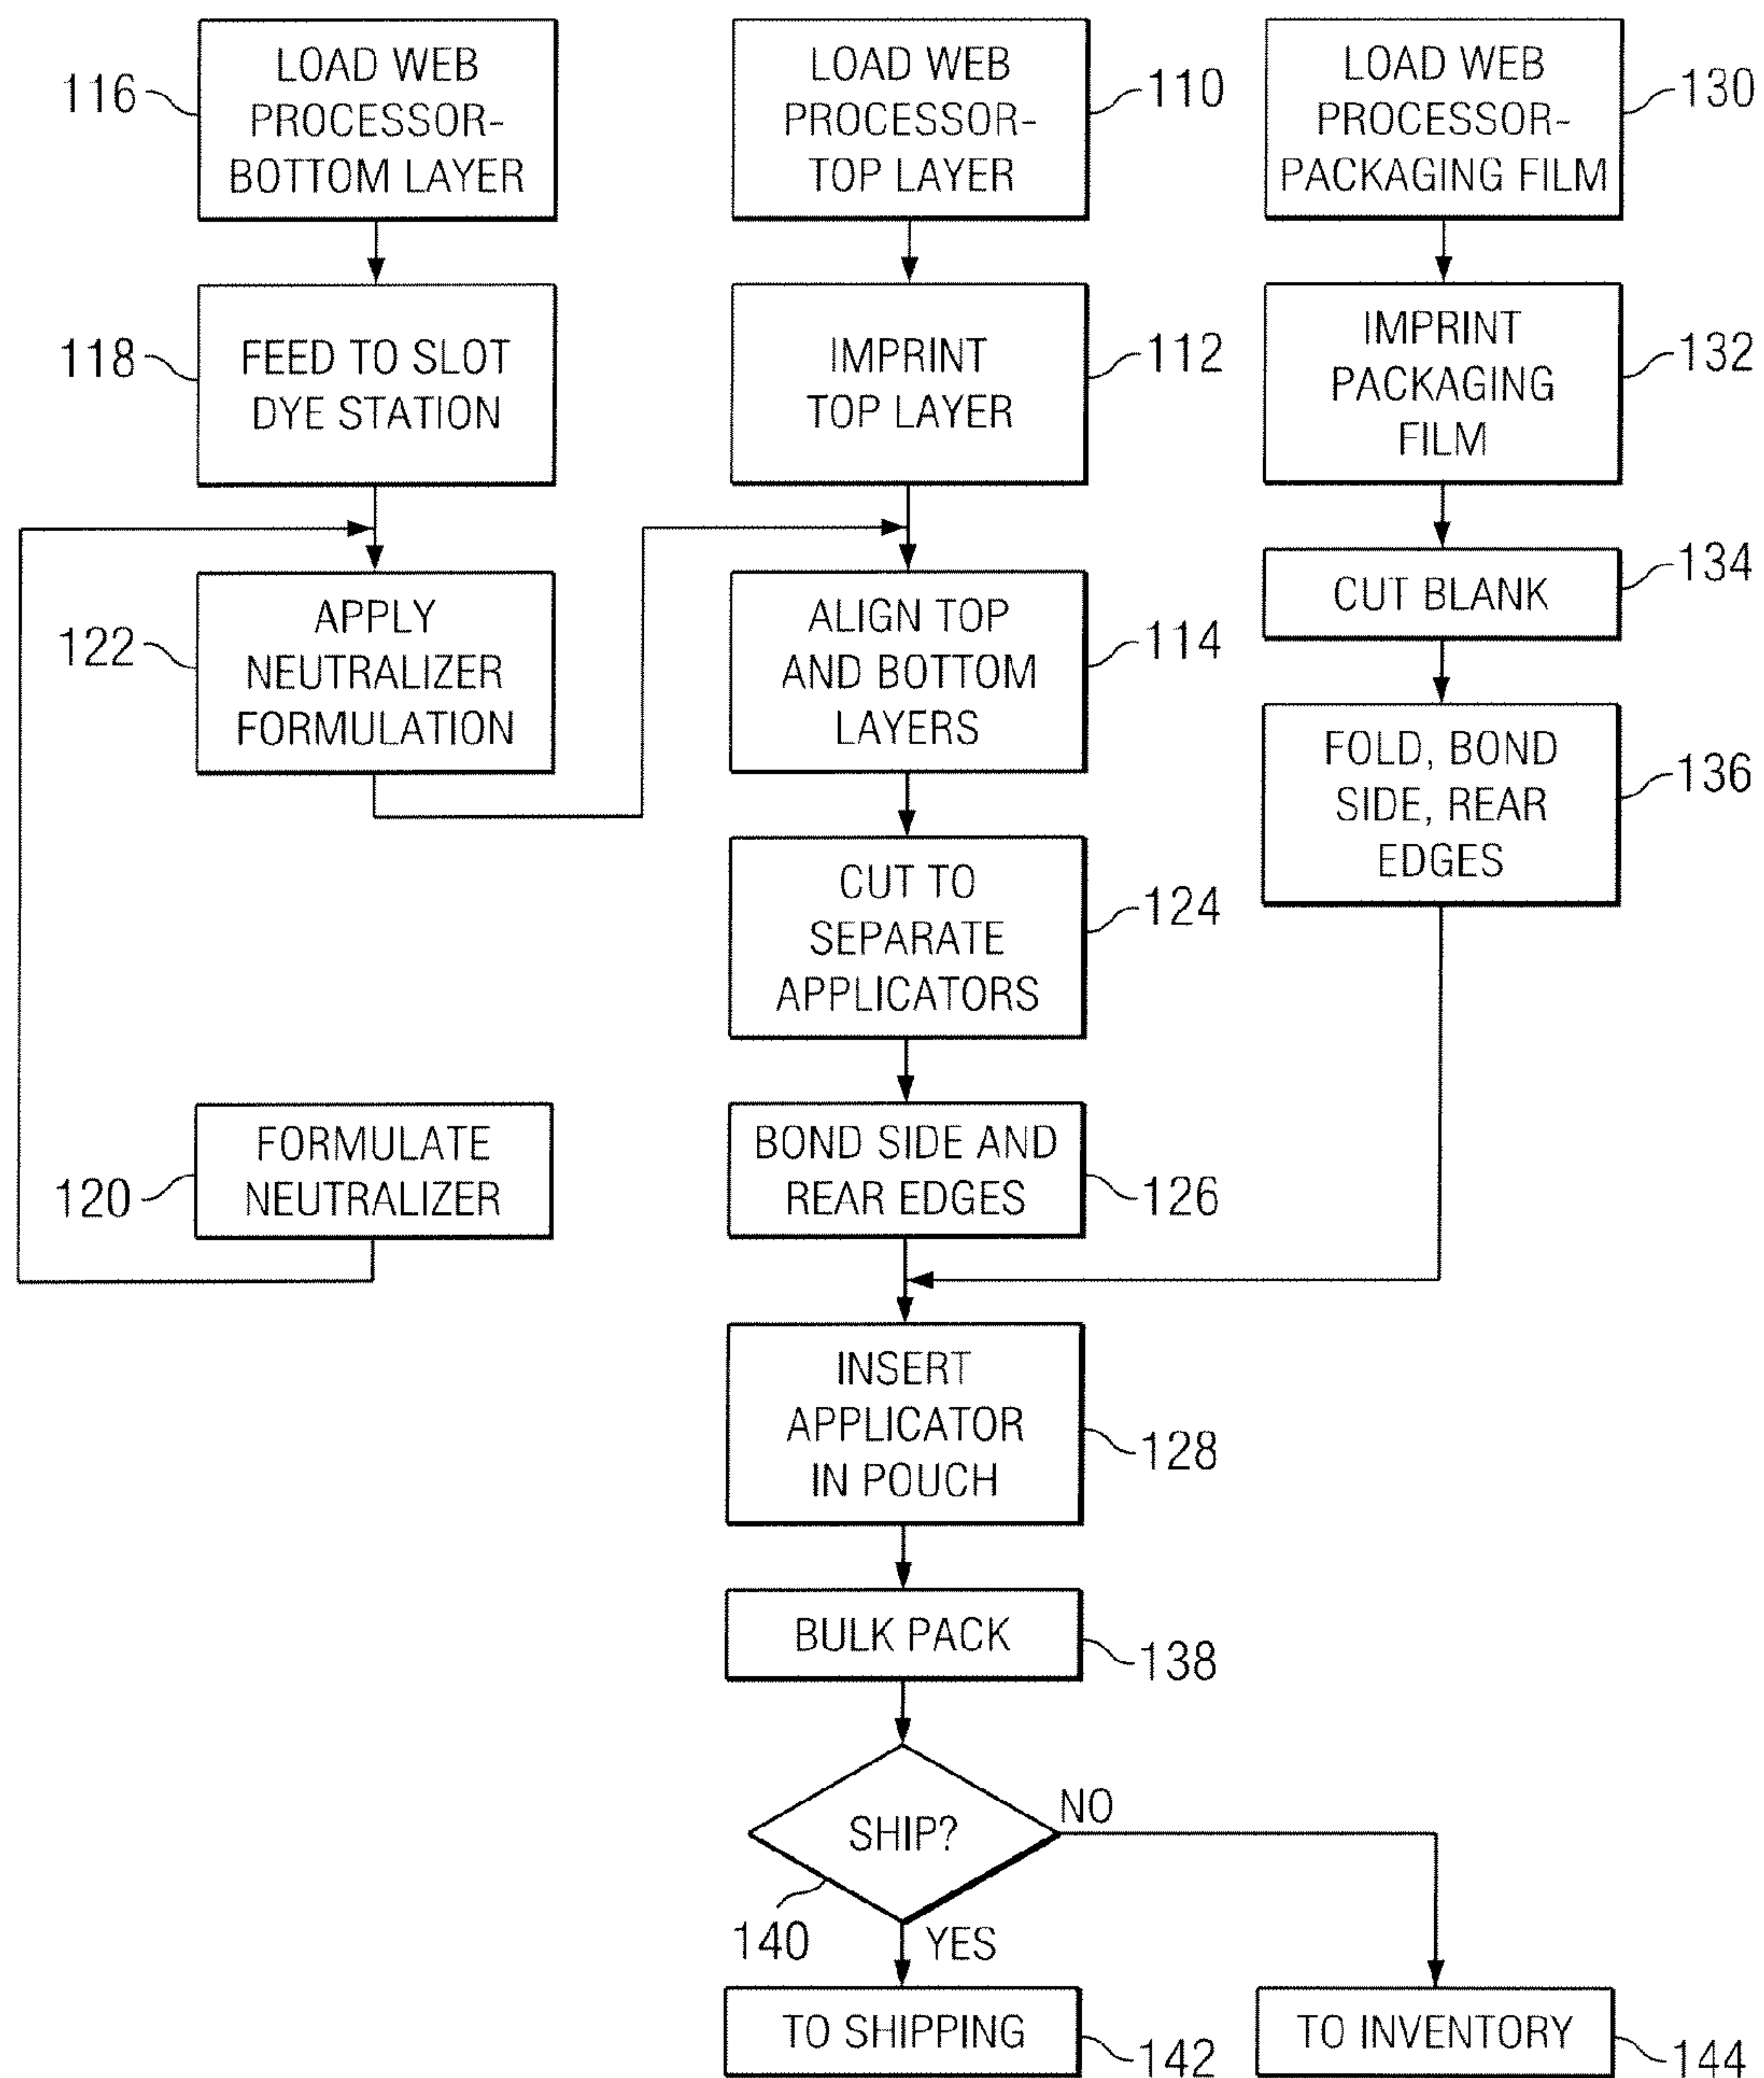 LOAD WEB
PROCESSOR-
BOTTOM LAYER
116
LOAD WEB
PROCESSOR-
TOP LAYER
110
LOAD WEB
PROCESSOR-
PACKAGING FILM
130
FEED TO SLOT
DYE STATION
118
IMPRINT
TOP LAYER
112
IMPRINT
PACKAGING
FILM
132
CUT BLANK
134
APPLY
NEUTRALIZER
FORMULATION
122
ALIGN TOP
AND BOTTOM
LAYERS
114
FOLD, BOND
SIDE, REAR
EDGES
136
CUT TO
SEPARATE
APPLICATORS
124
FORMULATE
NEUTRALIZER
120
BOND SIDE AND
REAR EDGES
126
INSERT
APPLICATOR
IN POUCH
128
BULK PACK
138
SHIP?
NO
140
YES
TO SHIPPING
142
TO INVENTORY
144